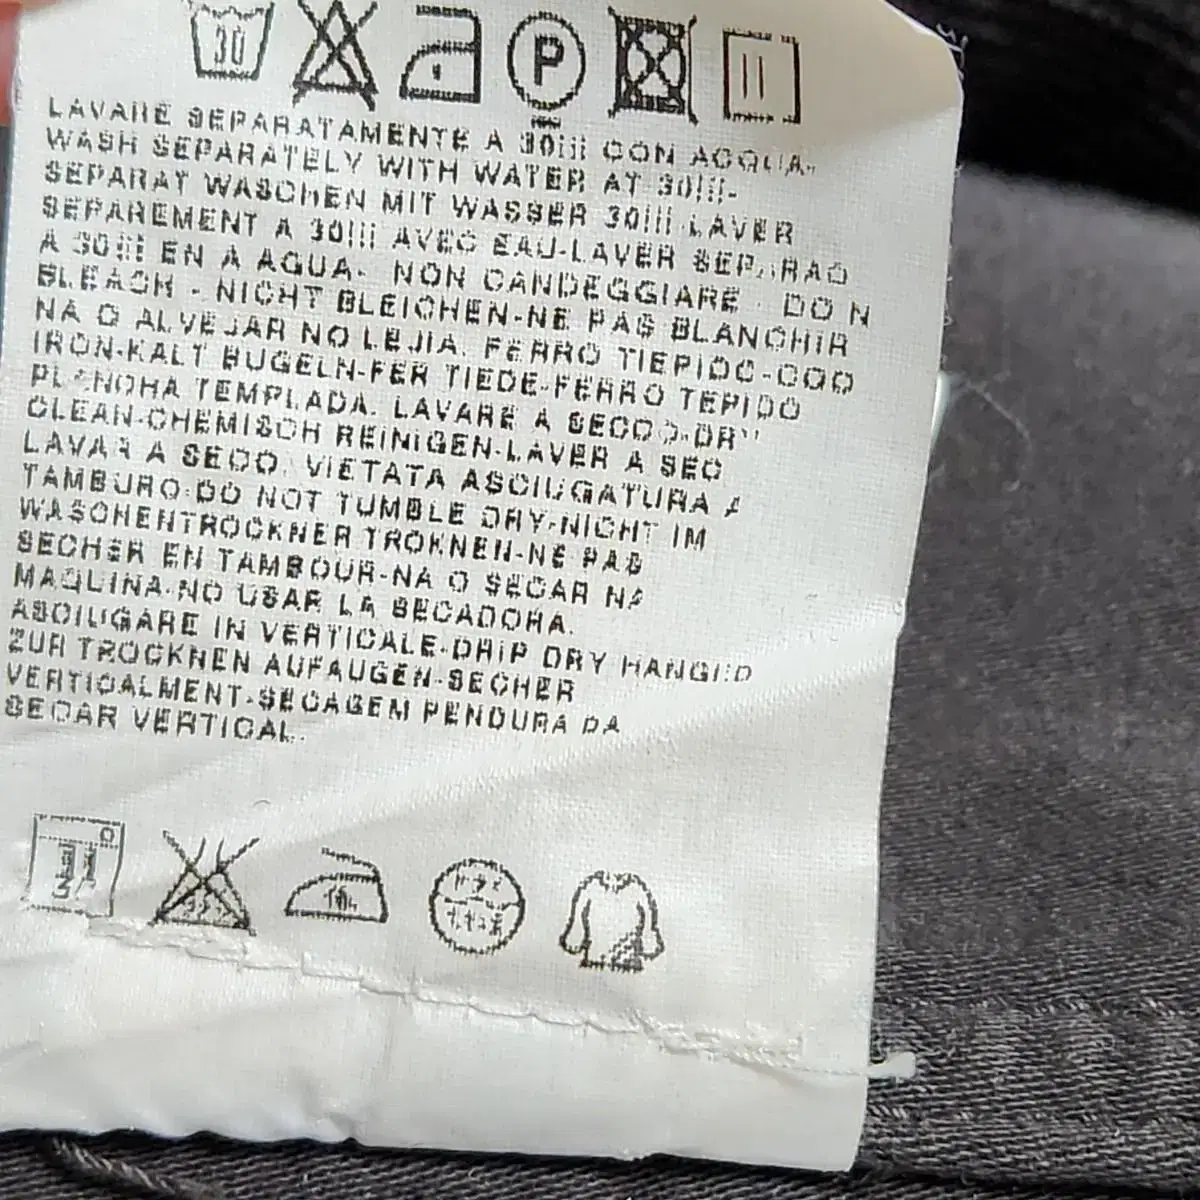 30 P
LAVARE SEPARATAMENTE A 30¡¡¡ CON ACQUA-
WASH SEPARATELY WITH WATER AT 30¡¡¡-
SEPARAT WASCHEN MIT WASSER 30¡¡¡-LAVER
SEPAREMENT A 30¡¡¡ AVEC EAU-LAVER SEPARAO
A 30¡¡¡ EN A AGUA- NON CANDEGGIARE - DO N
BLEACH - NICHT BLEICHEN-NE PAS BLANCHIR
NA O ALVEJAR NO LEJIA. FERRO TIEPIDO-COO
IRON-KALT BUGELN-FER TIEDE-FERRO TEPIDO
PLANCHA TEMPLADA. LAVARE A SECCO-DRY
CLEAN-CHEMISCH REINIGEN-LAVER A SEC
LAVAR A SECO. VIETATA ASCIUGATURA A
TAMBURO-DO NOT TUMBLE DRY-NICHT IM
WASCHENTROCKNER TROKNEN-NE PAS
SECHER EN TAMBOUR-NA O SECAR NA
MAQUINA-NO USAR LA SECADORA.
ASCIUGARE IN VERTICALE-DRIP DRY HANGED
ZUR TROCKNEN AUFAUGEN-SECHER
VERTICALMENT-SECAGEM PENDURA DA
SECAR VERTICAL.